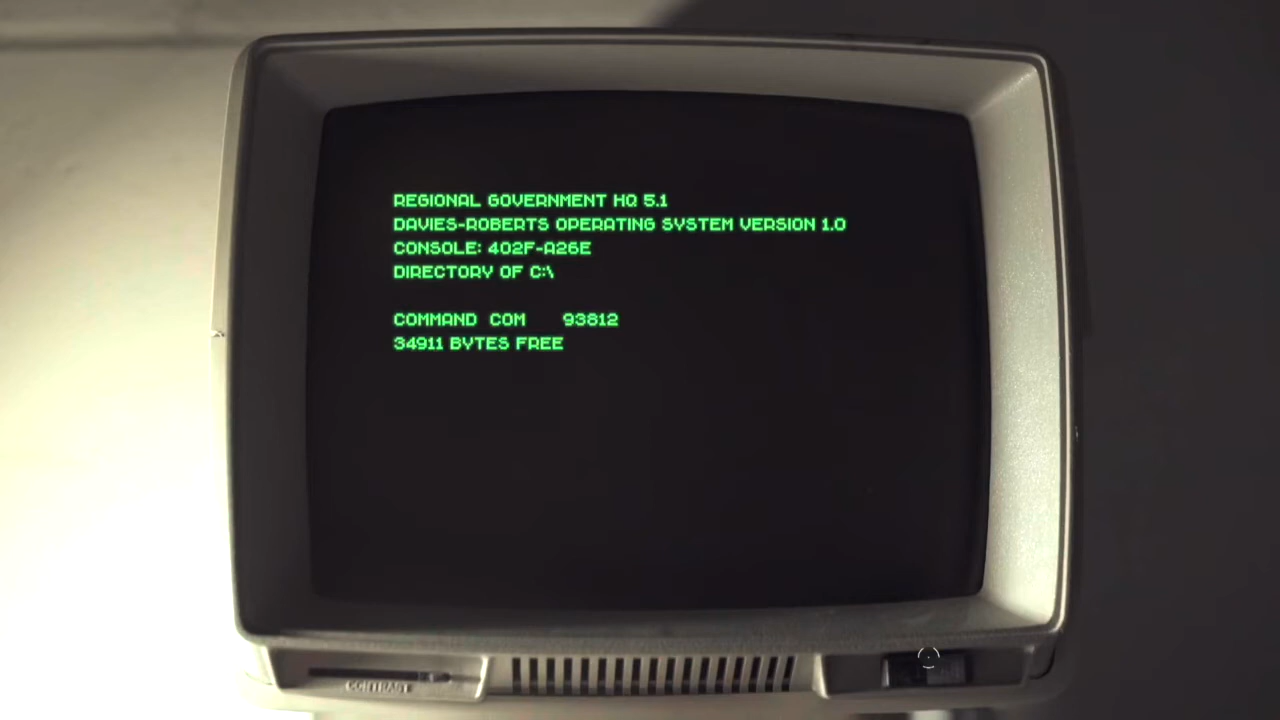 REGIONAL GOVERNMENT HQ 5.1
DAVIES-ROBERTS OPERATING SYSTEM VERSION 1.0
CONSOLE: 402F-A26E
DIRECTORY OF C:\
COMMAND COM 93812
34911 BYTES FREE
CONTRAST